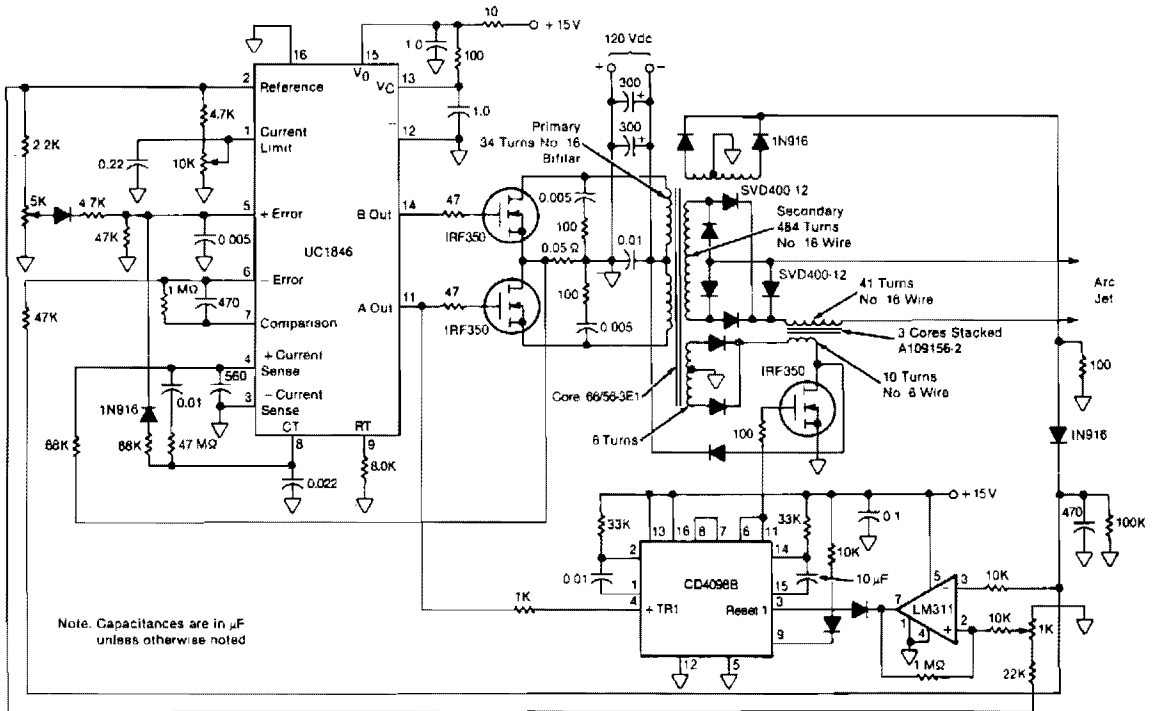 10
+ 15V
1.0
100
120 Vdc
+
−
16
15
V0
VC
13
2
Reference
300
+
300
+
1.0
4.7K
1
Current
Limit
12
Primary
34 Turns No. 16
Bifilar
1N916
2.2K
0.22
10K
SVD400-12
5K
4.7K
5
+ Error
B Out
14
47
0.005
100
Secondary
484 Turns
No. 16 Wire
47K
0.005
UC1846
IRF350
0.05 Ω
0.01
SVD400-12
6
− Error
1 MΩ
470
11
A Out
47
100
41 Turns
No. 16 Wire
Arc
Jet
47K
7
Comparison
1RF350
0.005
3 Cores Stacked
A109156-2
4
+ Current
Sense
560
0.01
IRF350
10 Turns
No. 6 Wire
100
1N916
3
− Current
Sense
Core 66/56-3E1
CT
RT
68K
68K
47 MΩ
8
9
6 Turns
100
1N916
8.0K
0.022
+ 15V
33K
13
16
8
7
6
11
33K
0.1
470
100K
2
14
10K
0.01
CD4098B
10 µF
5
3
−
10K
1
15
1K
4
+ TR1
Reset 1
3
7
LM311
1
4
+
2
10K
1K
9
Note. Capacitances are in µF
unless otherwise noted
12
5
1 MΩ
22K